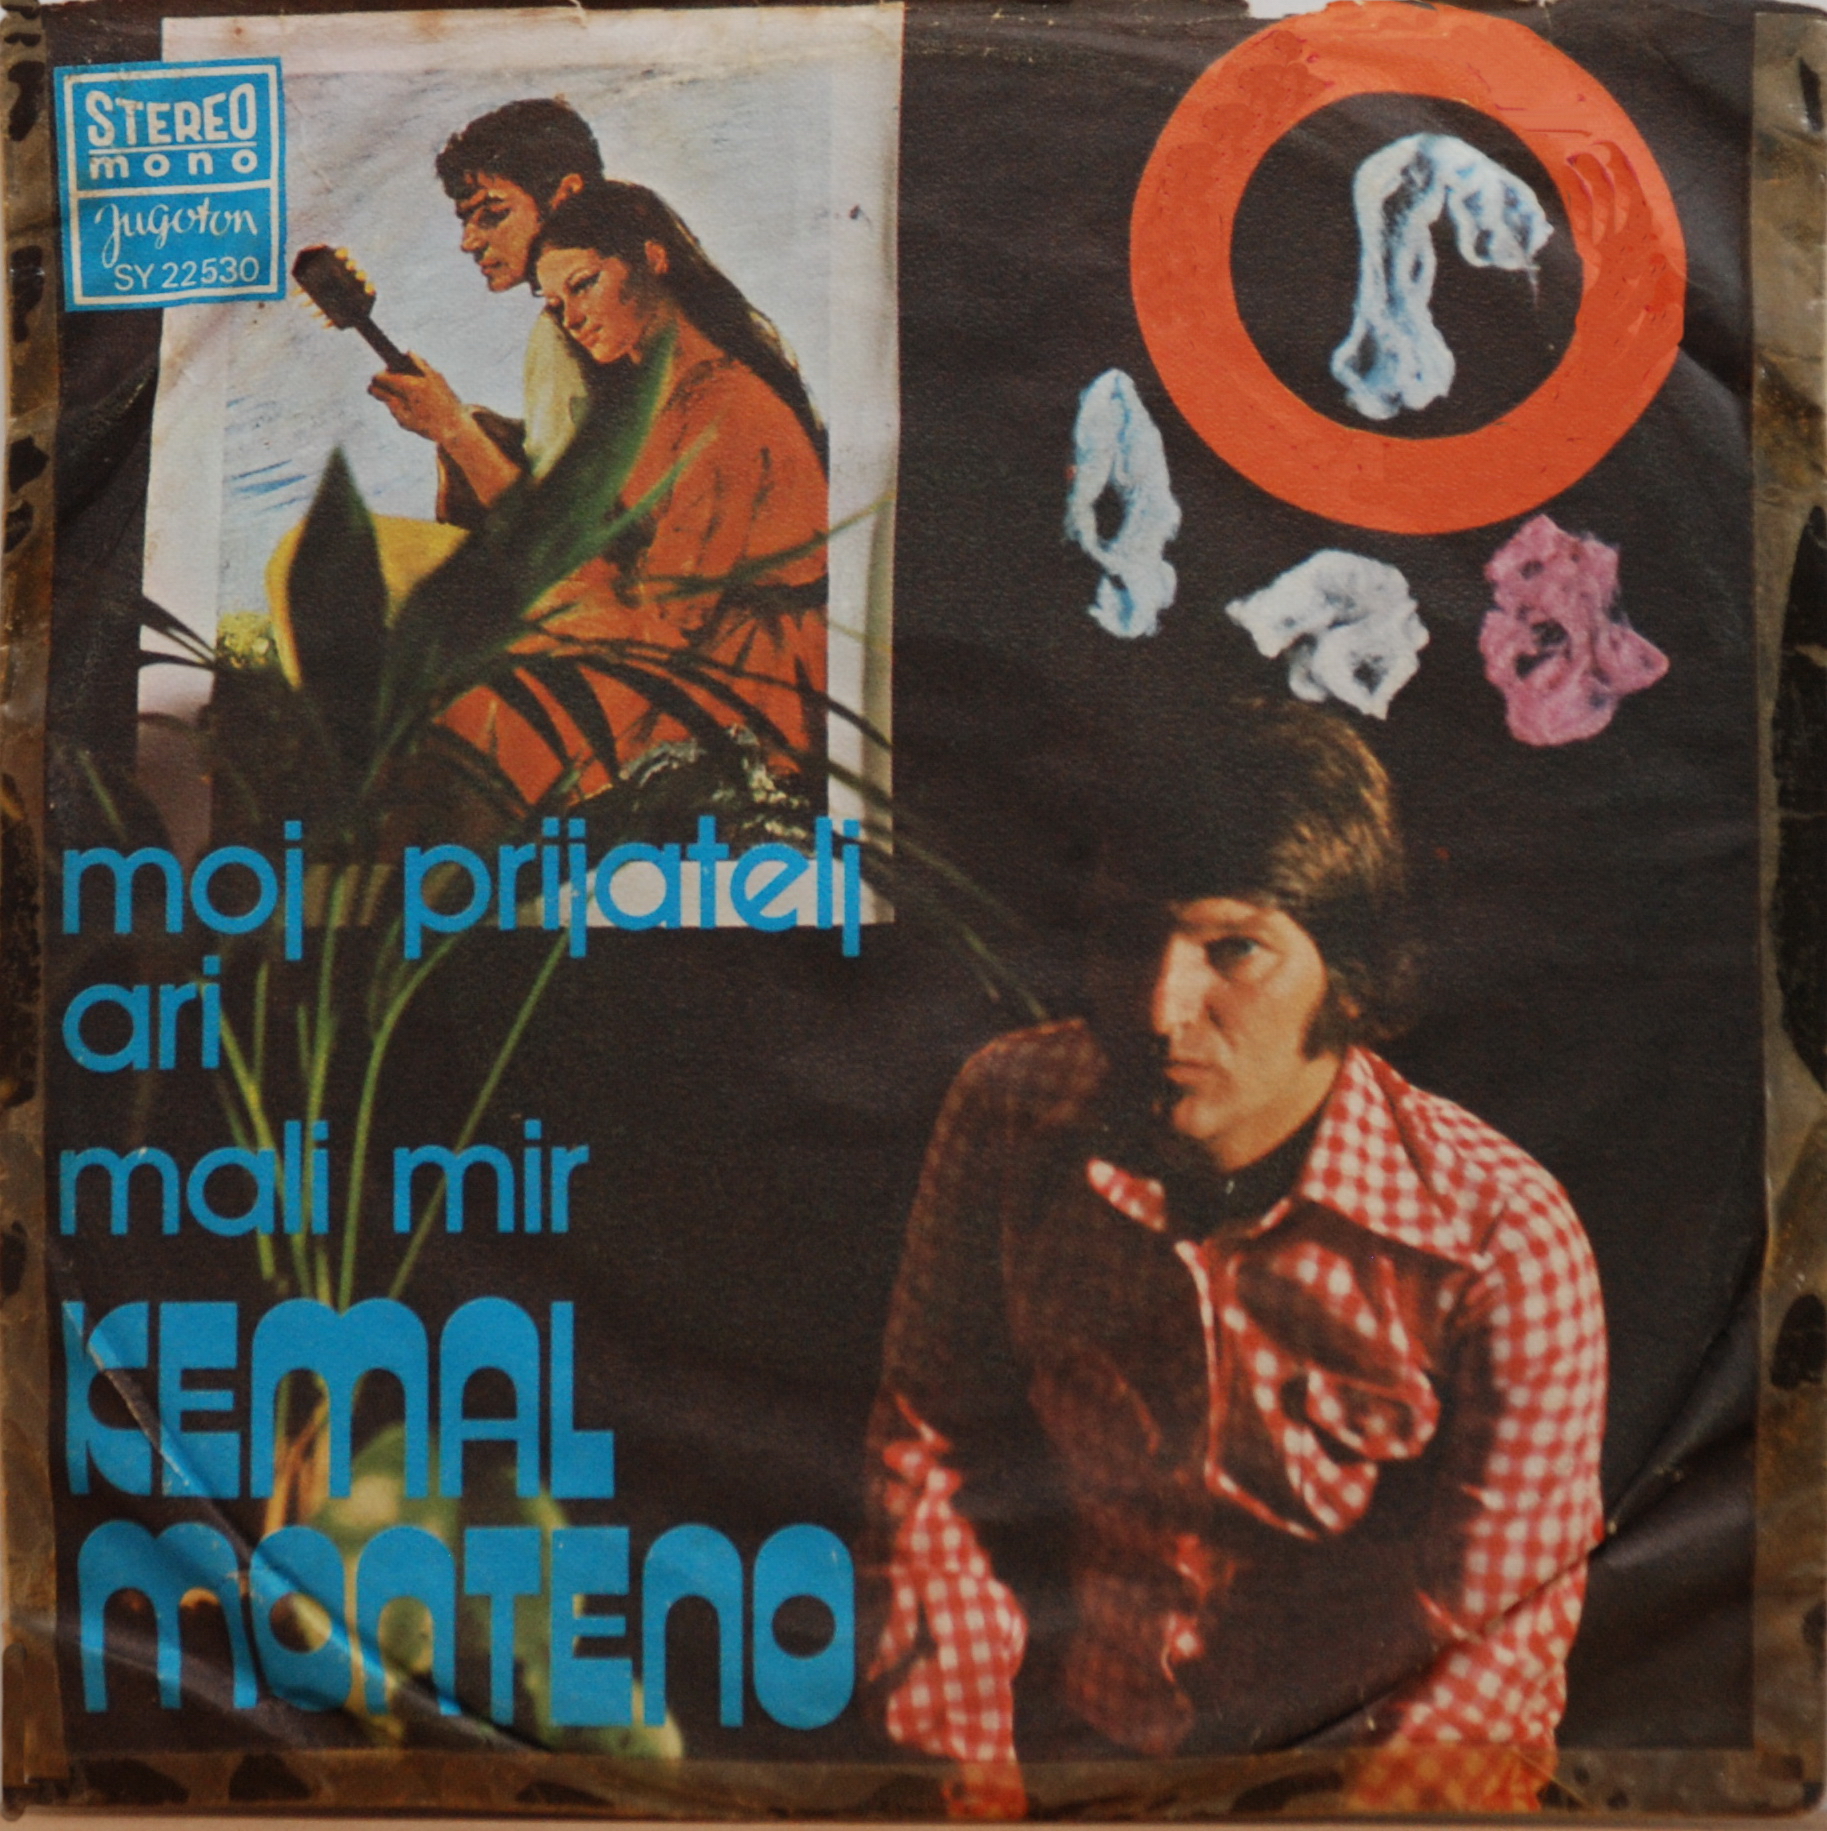 STEREO
mono
Jugoton
SY 22530
moj prijatelj
ari
mali mir
KEMAL
MONTENO